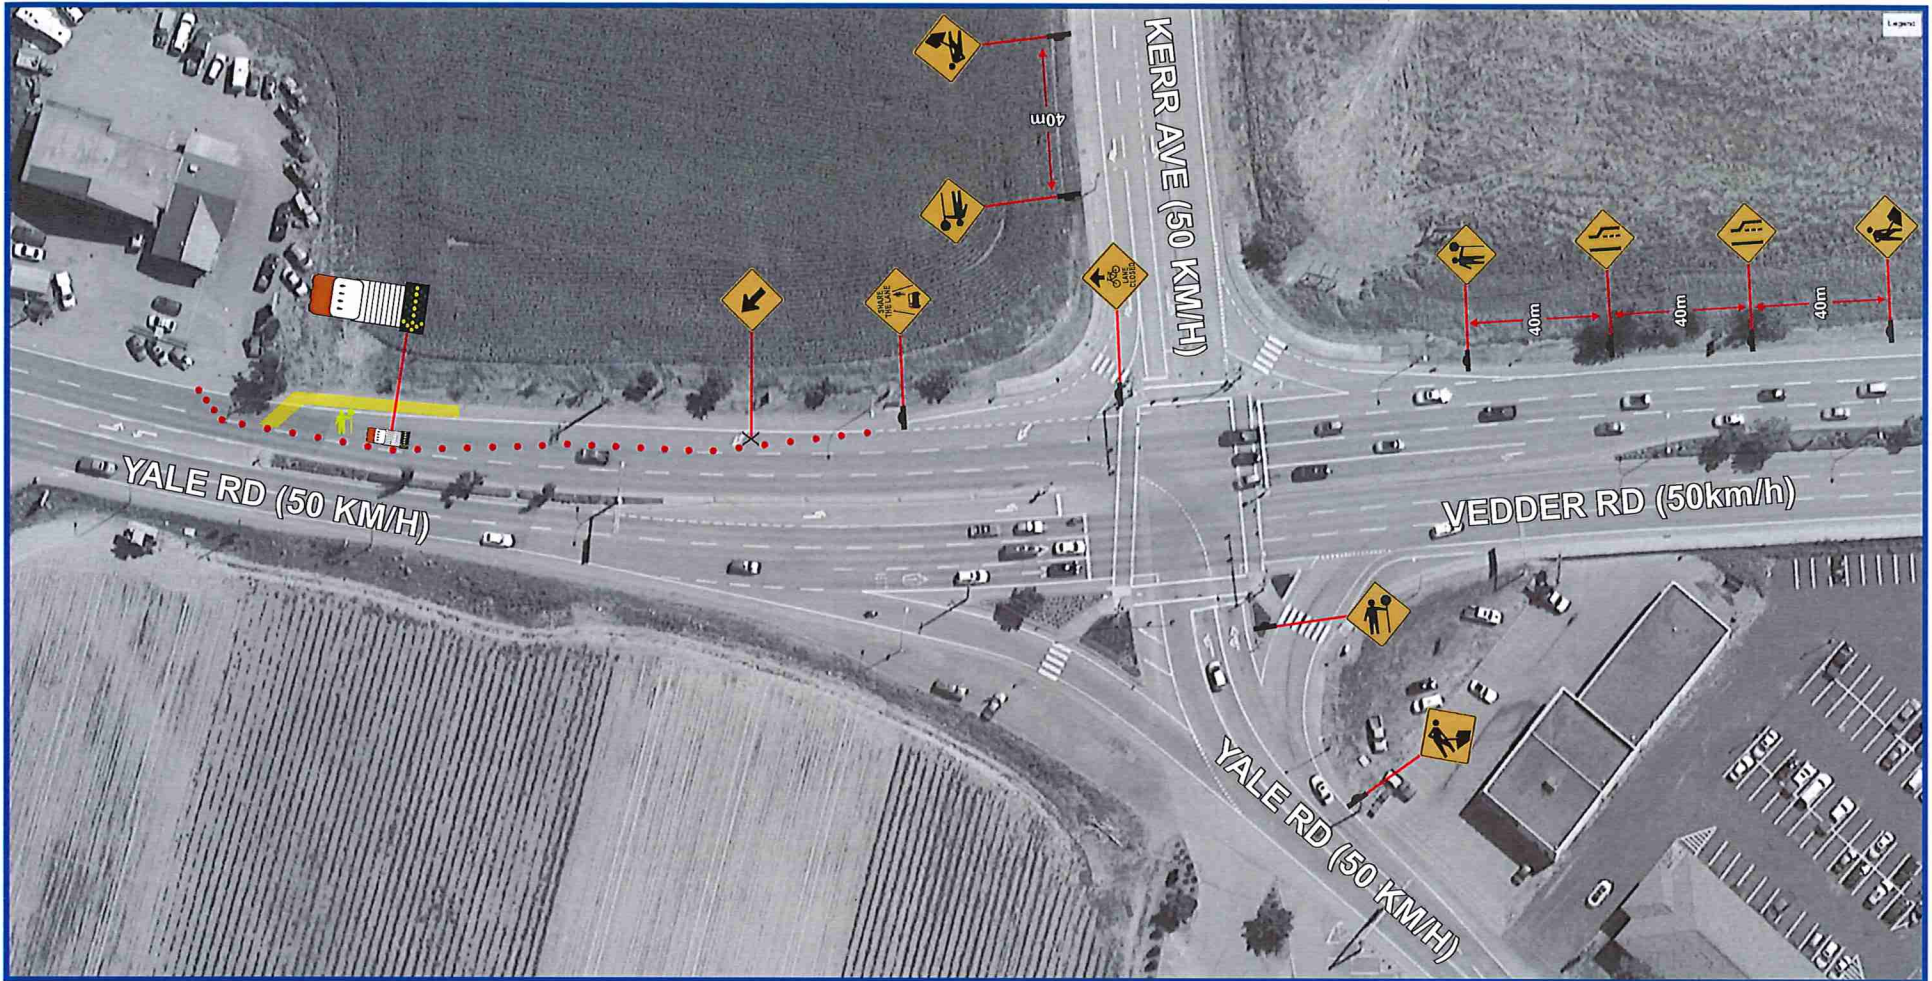 Legend
KERR AVE (50 KM/H)
40m
SHARE
THE LANE
LANE
CLOSED
40m
40m
40m
YALE RD (50 KM/H)
VEDDER RD (50km/h)
YALE RD (50 KM/H)